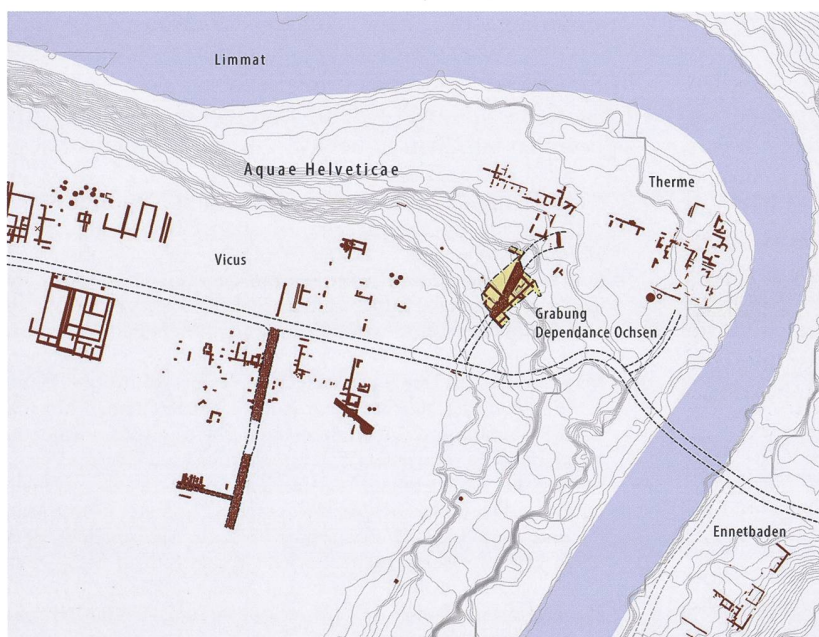 Limmat
Aquae Helveticae
Therme
Vicus
Grabung
Dependance Ochsen
Ennetbaden